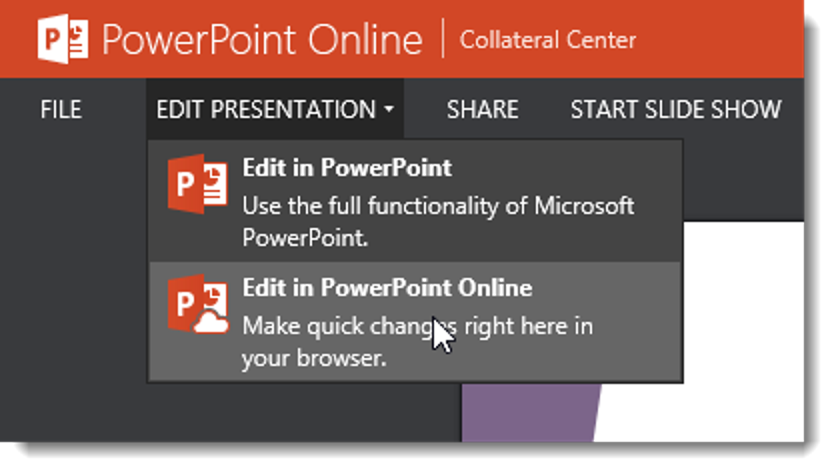 PowerPoint Online | Collateral Center
FILE EDIT PRESENTATION SHARE START SLIDE SHOW
Edit in PowerPoint
Use the full functionality of Microsoft
PowerPoint.
Edit in PowerPoint Online
Make quick changes right here in
your browser.